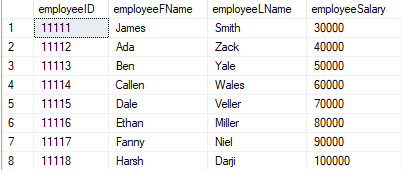 employeeID employeeFName employeeLName employeeSalary
1 11111 James Smith 30000
2 11112 Ada Zack 40000
3 11113 Ben Yale 50000
4 11114 Callen Wales 60000
5 11115 Dale Veller 70000
6 11116 Ethan Miller 80000
7 11117 Fanny Niel 90000
8 11118 Harsh Darji 100000